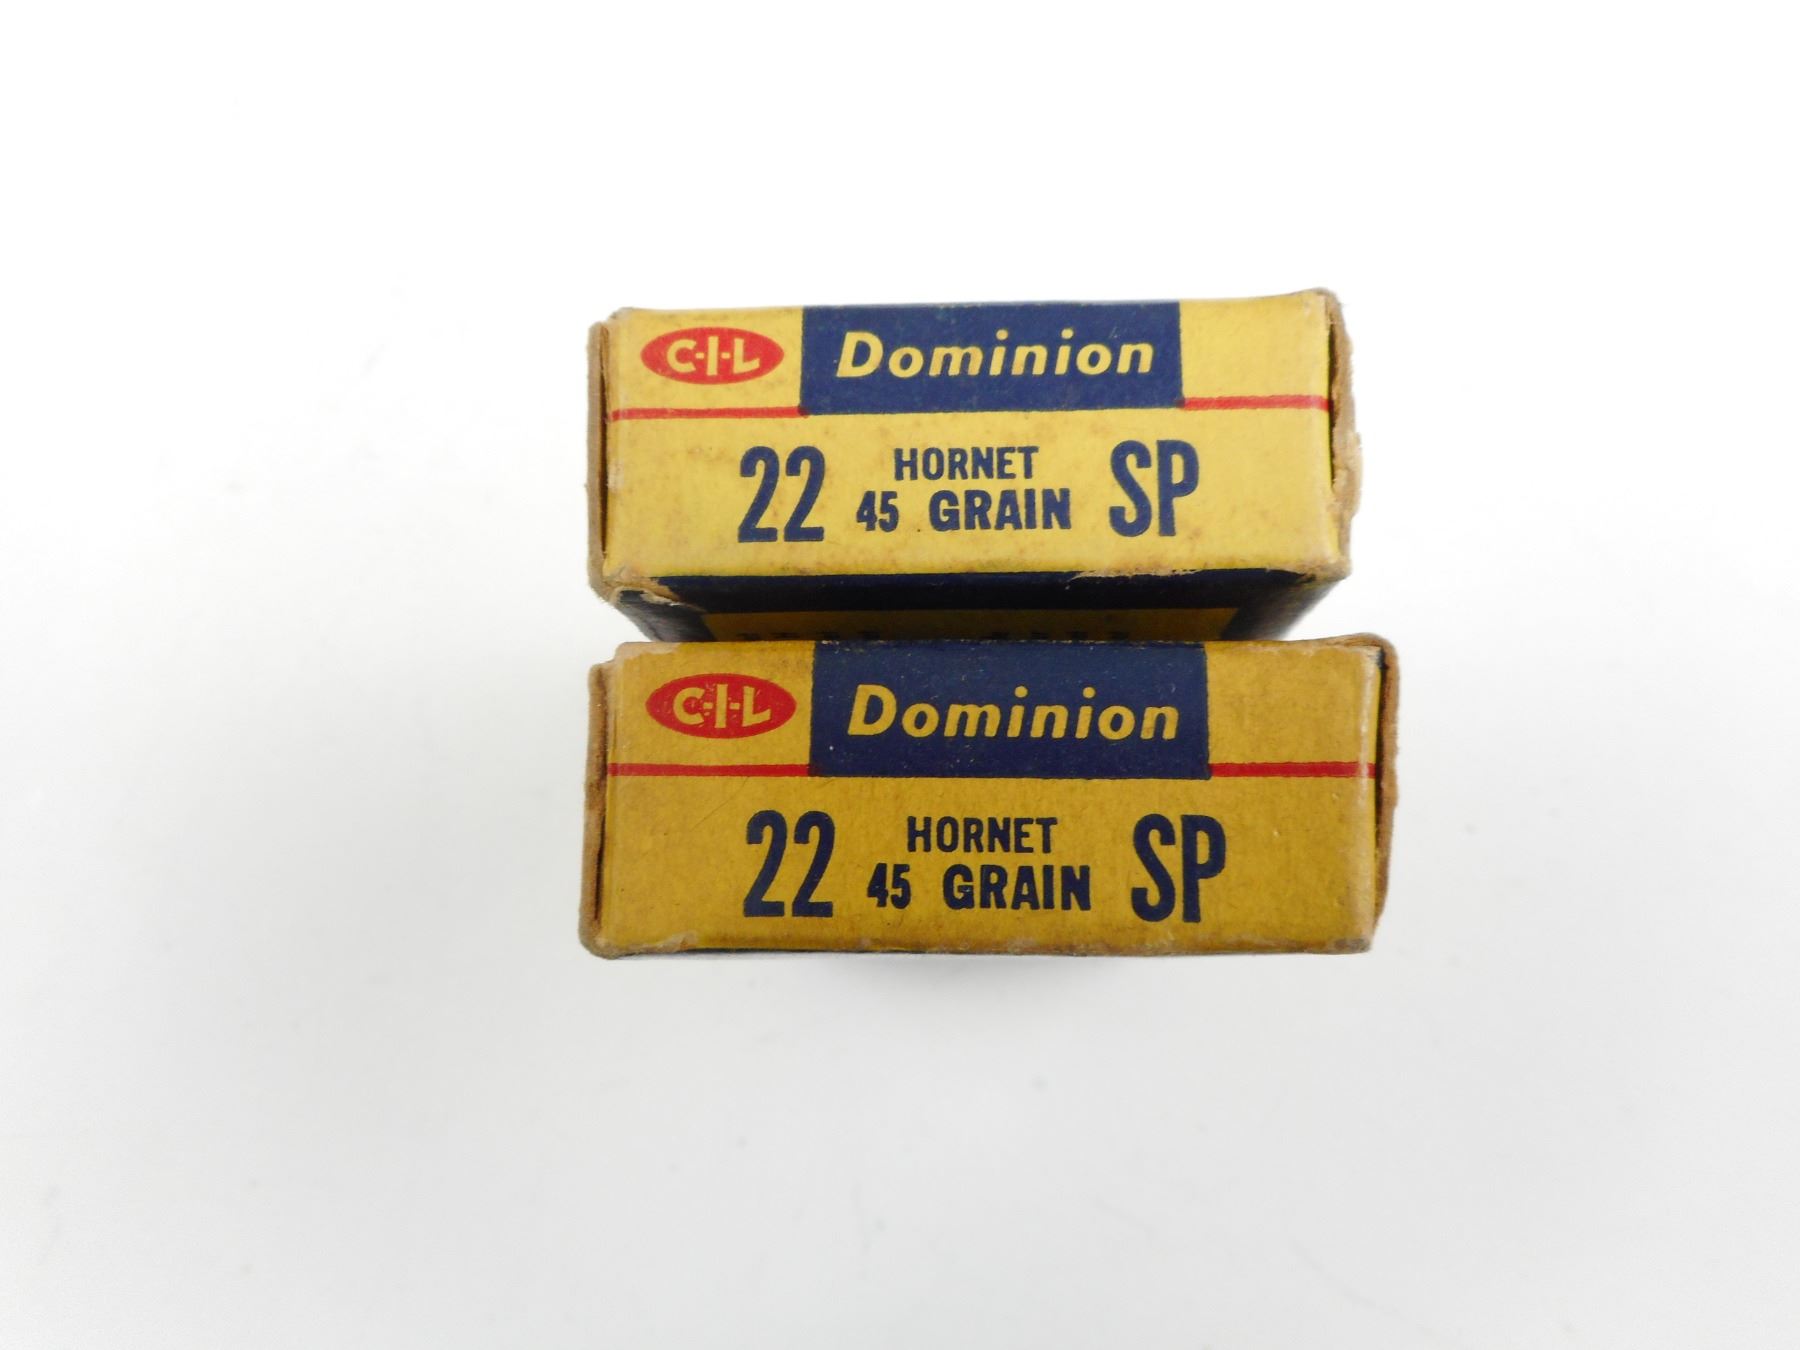 C-I-L Dominion
22 HORNET SP
45 GRAIN
C-I-L Dominion
22 HORNET SP
45 GRAIN